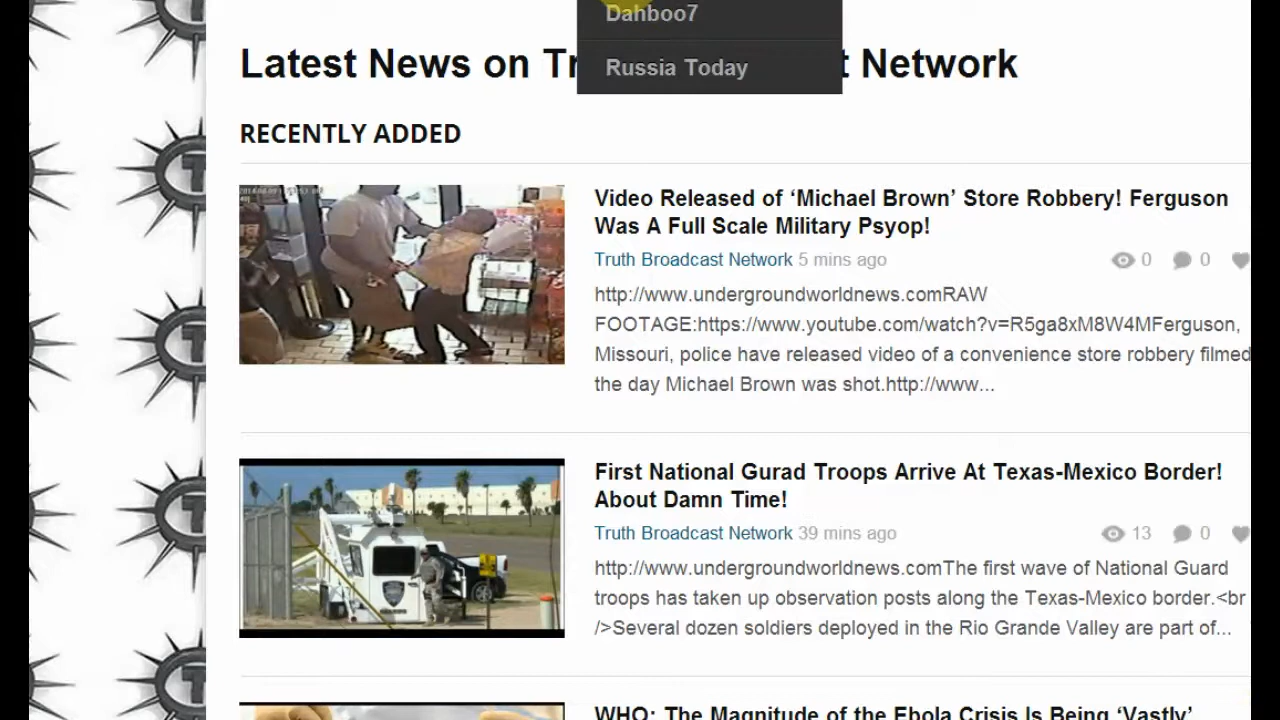 Dahboo7
Russia Today
Latest News on Tr t Network
RECENTLY ADDED
Video Released of ‘Michael Brown’ Store Robbery! Ferguson
Was A Full Scale Military Psyop!
Truth Broadcast Network 5 mins ago 0 0
http://www.undergroundworldnews.comRAW
FOOTAGE:https://www.youtube.com/watch?v=R5ga8xM8W4MFerguson,
Missouri, police have released video of a convenience store robbery filmed
the day Michael Brown was shot.http://www...
First National Gurad Troops Arrive At Texas-Mexico Border!
About Damn Time!
Truth Broadcast Network 39 mins ago 13 0
http://www.undergroundworldnews.comThe first wave of National Guard
troops has taken up observation posts along the Texas-Mexico border.<br
/>Several dozen soldiers deployed in the Rio Grande Valley are part of...
WHO: The Magnitude of the Ebola Crisis Is Being ‘Vastly’